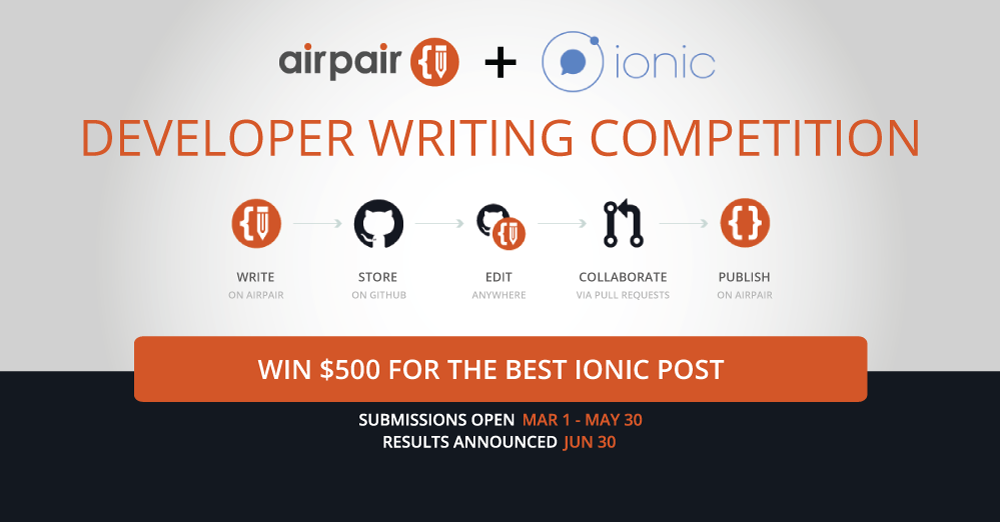 airpair + ionic
DEVELOPER WRITING COMPETITION
WRITE STORE EDIT COLLABORATE PUBLISH
ON AIRPAIR ON GITHUB ANYWHERE VIA PULL REQUESTS ON AIRPAIR
WIN $500 FOR THE BEST IONIC POST
SUBMISSIONS OPEN MAR 1 - MAY 30
RESULTS ANNOUNCED JUN 30